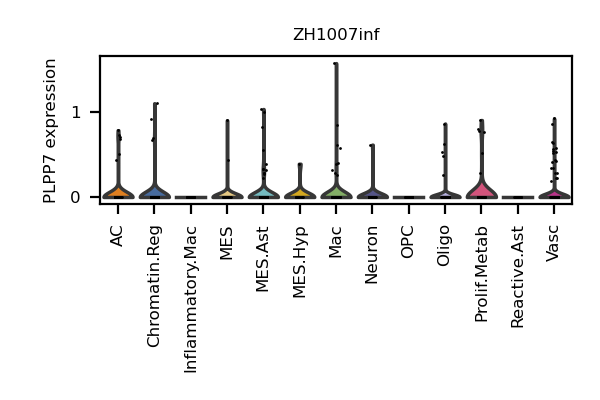 ZH1007inf
PLPP7 expression
1
0
AC
Chromatin.Reg
Inflammatory.Mac
MES
MES.Ast
MES.Hyp
Mac
Neuron
OPC
Oligo
Prolif.Metab
Reactive.Ast
Vasc